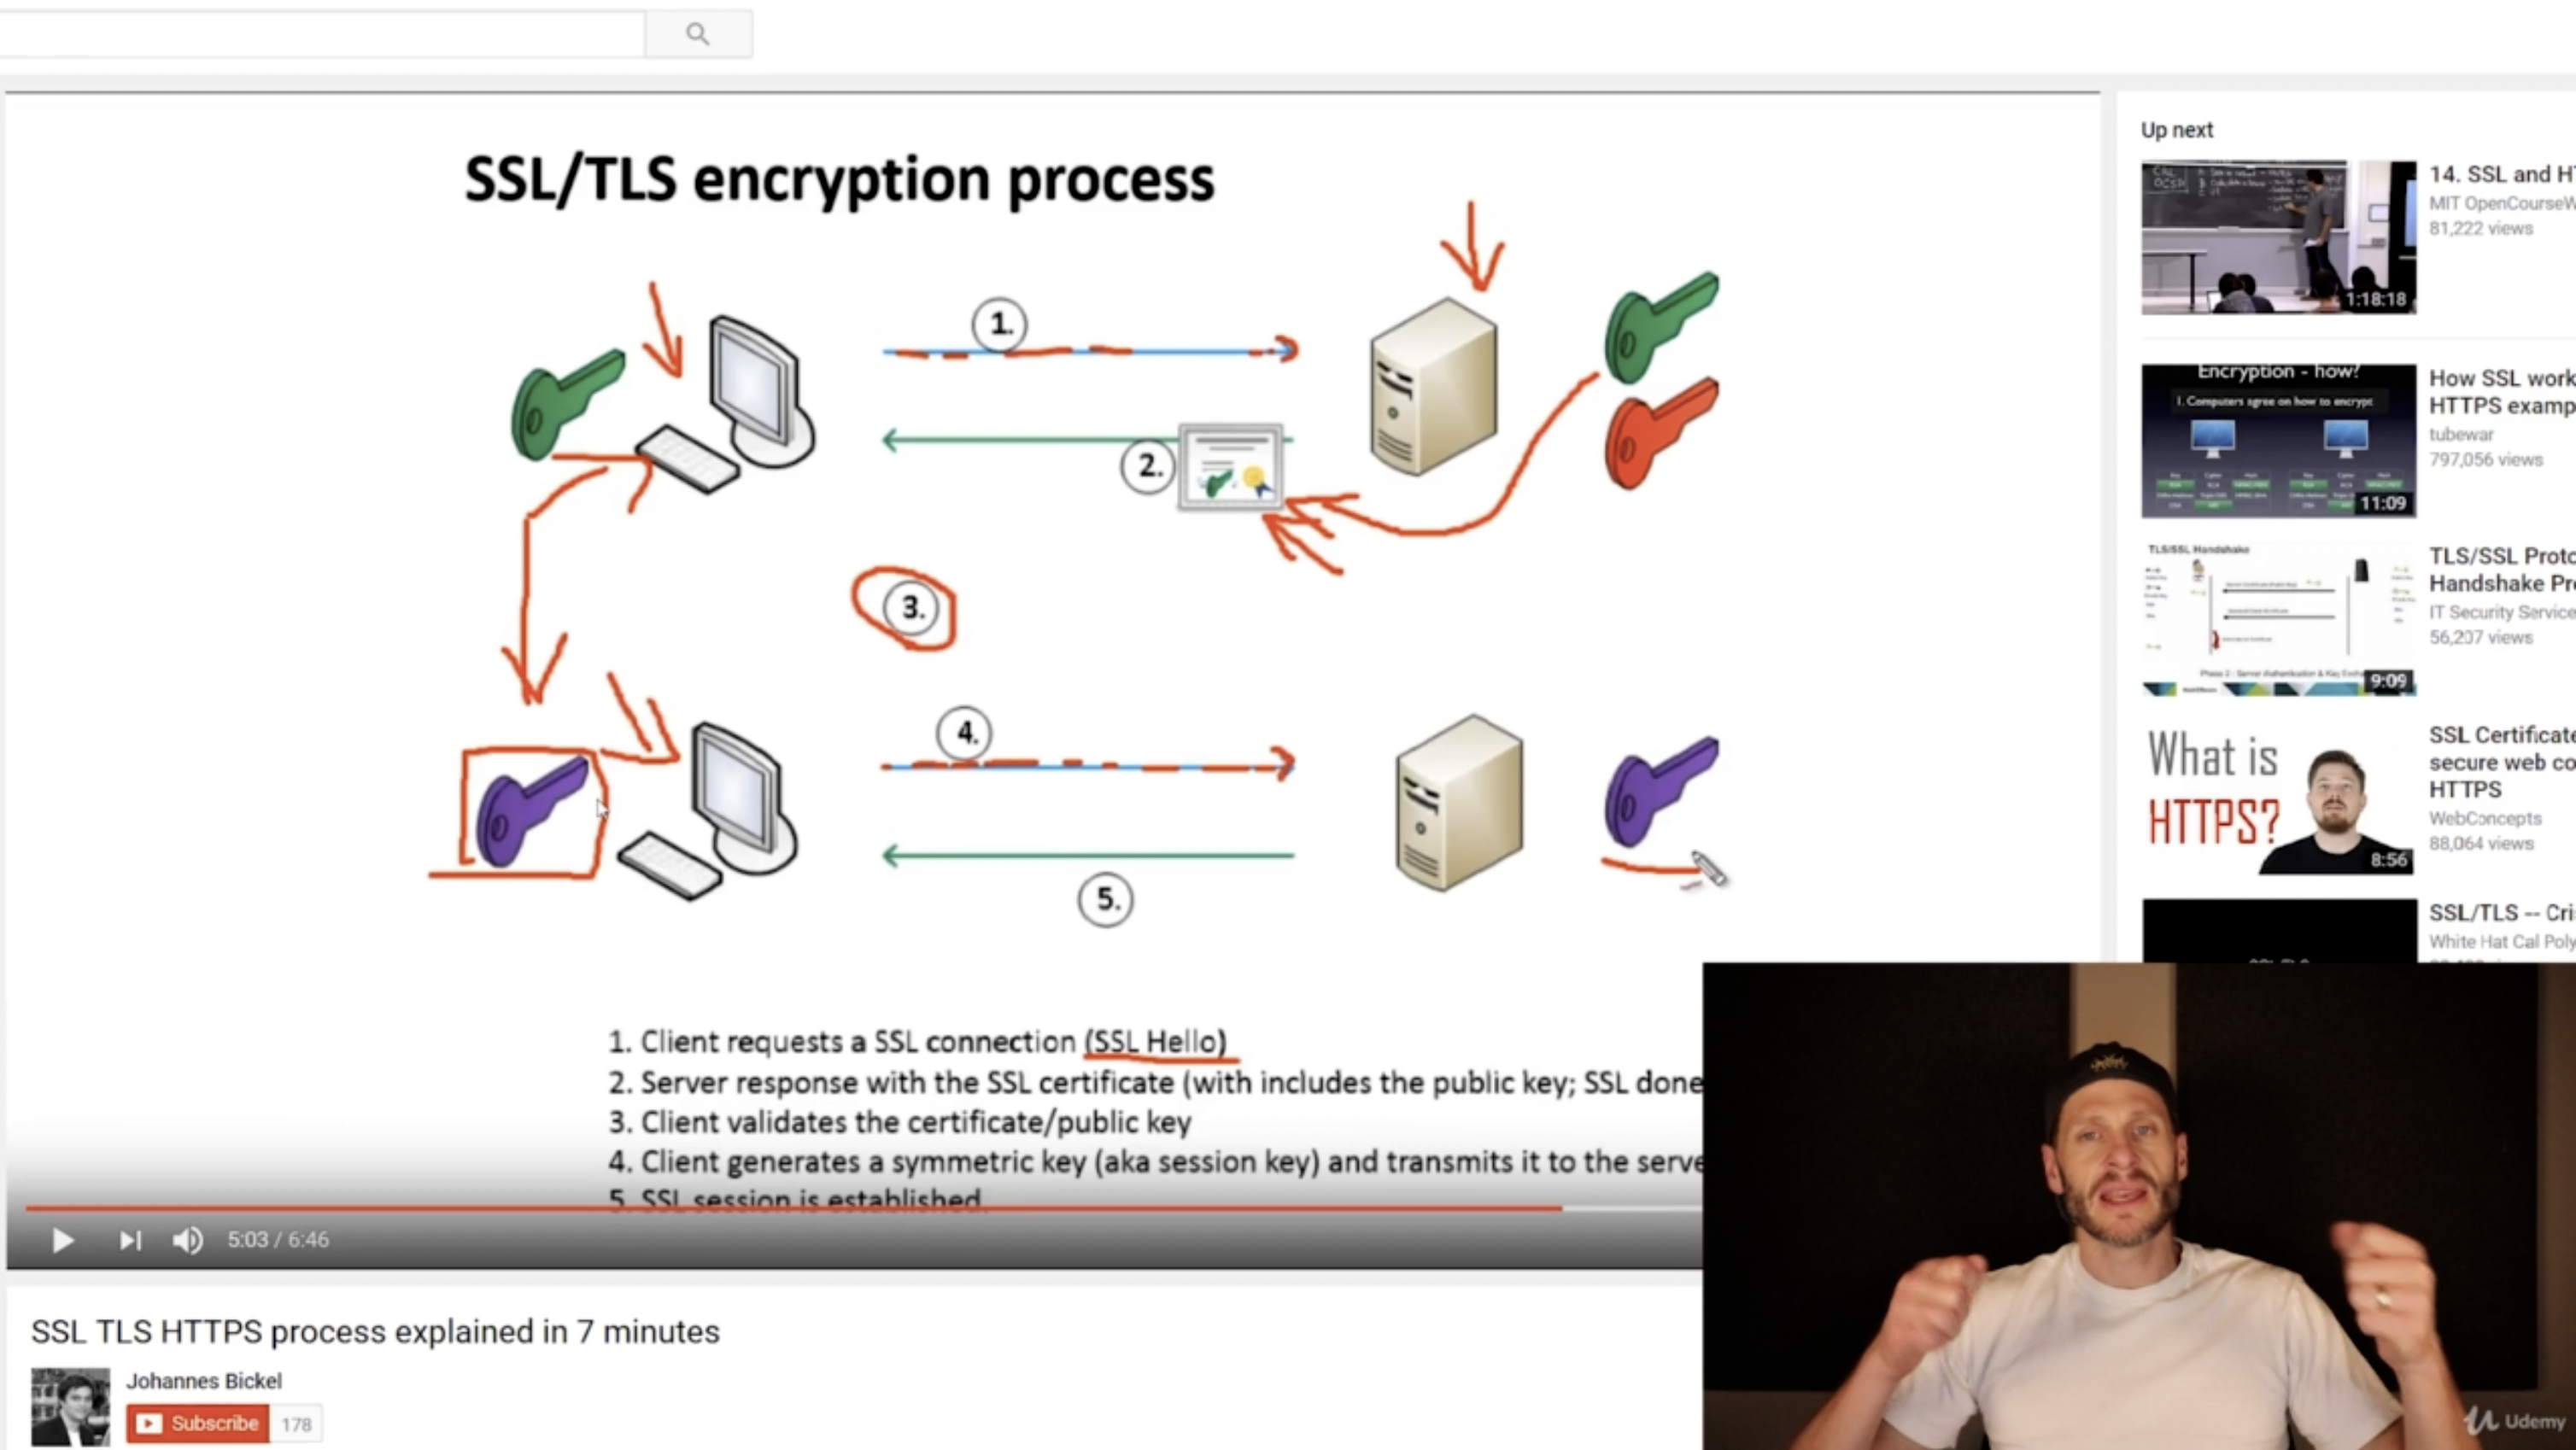 SSL/TLS encryption process
1.
2.
3.
4.
5.
1. Client requests a SSL connection (SSL Hello)
2. Server response with the SSL certificate (with includes the public key; SSL done
3. Client validates the certificate/public key
4. Client generates a symmetric key (aka session key) and transmits it to the serve
5. SSL session is established.
5:03 / 6:46
SSL TLS HTTPS process explained in 7 minutes
Johannes Bickel
Subscribe 178
Up next
14. SSL and H
MIT OpenCourseW
81,222 views
1:18:18
Encryption - how?
1. Computers agree on how to encrypt
11:09
How SSL work
HTTPS examp
tubewar
797,056 views
TLS/SSL Handshake
9:09
TLS/SSL Proto
Handshake Pr
IT Security Service
56,207 views
What is
HTTPS?
8:56
SSL Certificate
secure web co
HTTPS
WebConcepts
88,064 views
SSL/TLS -- Cri
White Hat Cal Poly
Udemy